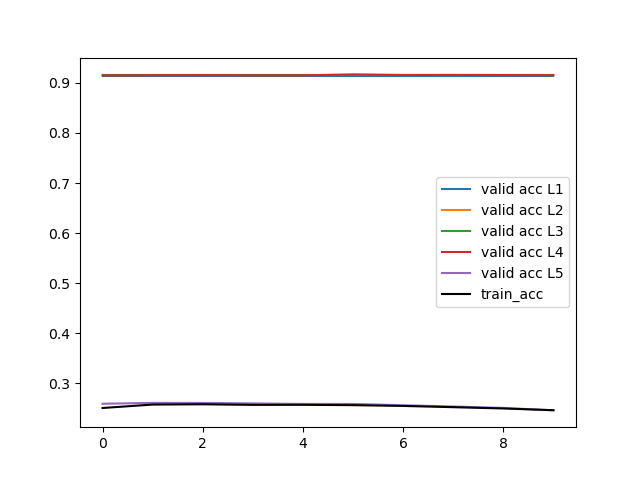 0.9
0.8
0.7
0.6
0.5
0.4
0.3
0 2 4 6 8
valid acc L1
valid acc L2
valid acc L3
valid acc L4
valid acc L5
train_acc